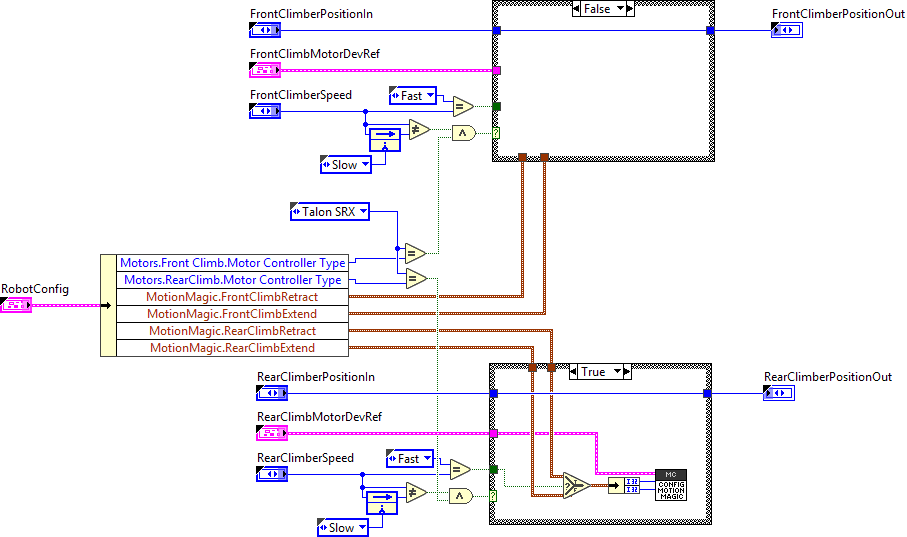 FrontClimberPositionIn
False
FrontClimberPositionOut
FrontClimbMotorDevRef
FrontClimberSpeed
Fast
Slow
Talon SRX
Motors.Front Climb.Motor Controller Type
Motors.RearClimb.Motor Controller Type
RobotConfig
MotionMagic.FrontClimbRetract
MotionMagic.FrontClimbExtend
MotionMagic.RearClimbRetract
MotionMagic.RearClimbExtend
RearClimberPositionIn
True
RearClimberPositionOut
RearClimbMotorDevRef
RearClimberSpeed
Fast
Slow
I32
I32
MC
CONFIG
MOTION
MAGIC